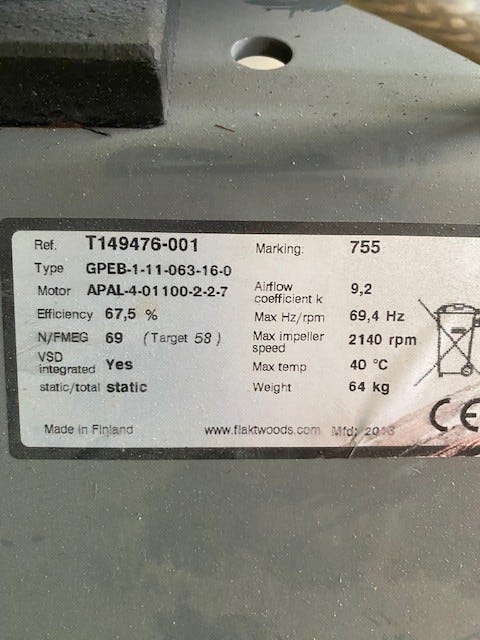 Ref. T149476-001 Marking: 755
Type GPEB-1-11-063-16-0
Motor APAL-4-01100-2-2-7 Airflow coefficient k 9,2
Efficiency 67,5 % Max Hz/rpm 69,4 Hz
N/FMEG 69 (Target 58) Max impeller speed 2140 rpm
VSD integrated Yes Max temp 40 °C
static/total static Weight 64 kg
CE
Made in Finland www.flaktwoods.com Mfd: